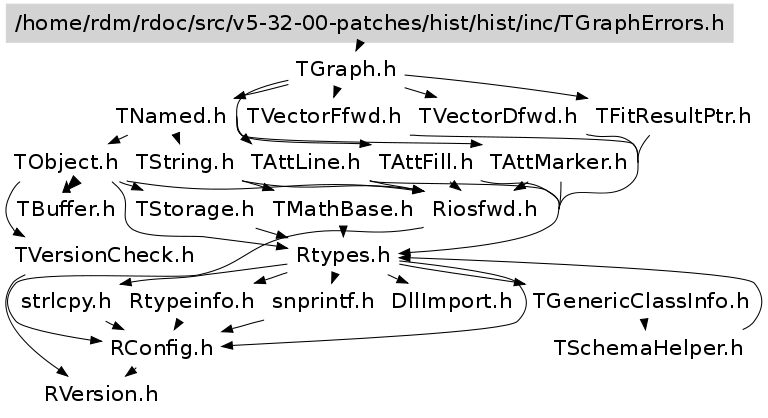 /home/rdm/rdoc/src/v5-32-00-patches/hist/hist/inc/TGraphErrors.h
TGraph.h
TNamed.h TVectorFfwd.h TVectorDfwd.h TFitResultPtr.h
TObject.h TString.h TAttLine.h TAttFill.h TAttMarker.h
TBuffer.h TStorage.h TMathBase.h Riosfwd.h
TVersionCheck.h Rtypes.h
strlcpy.h Rtypeinfo.h snprintf.h DllImport.h TGenericClassInfo.h
RConfig.h TSchemaHelper.h
RVersion.h